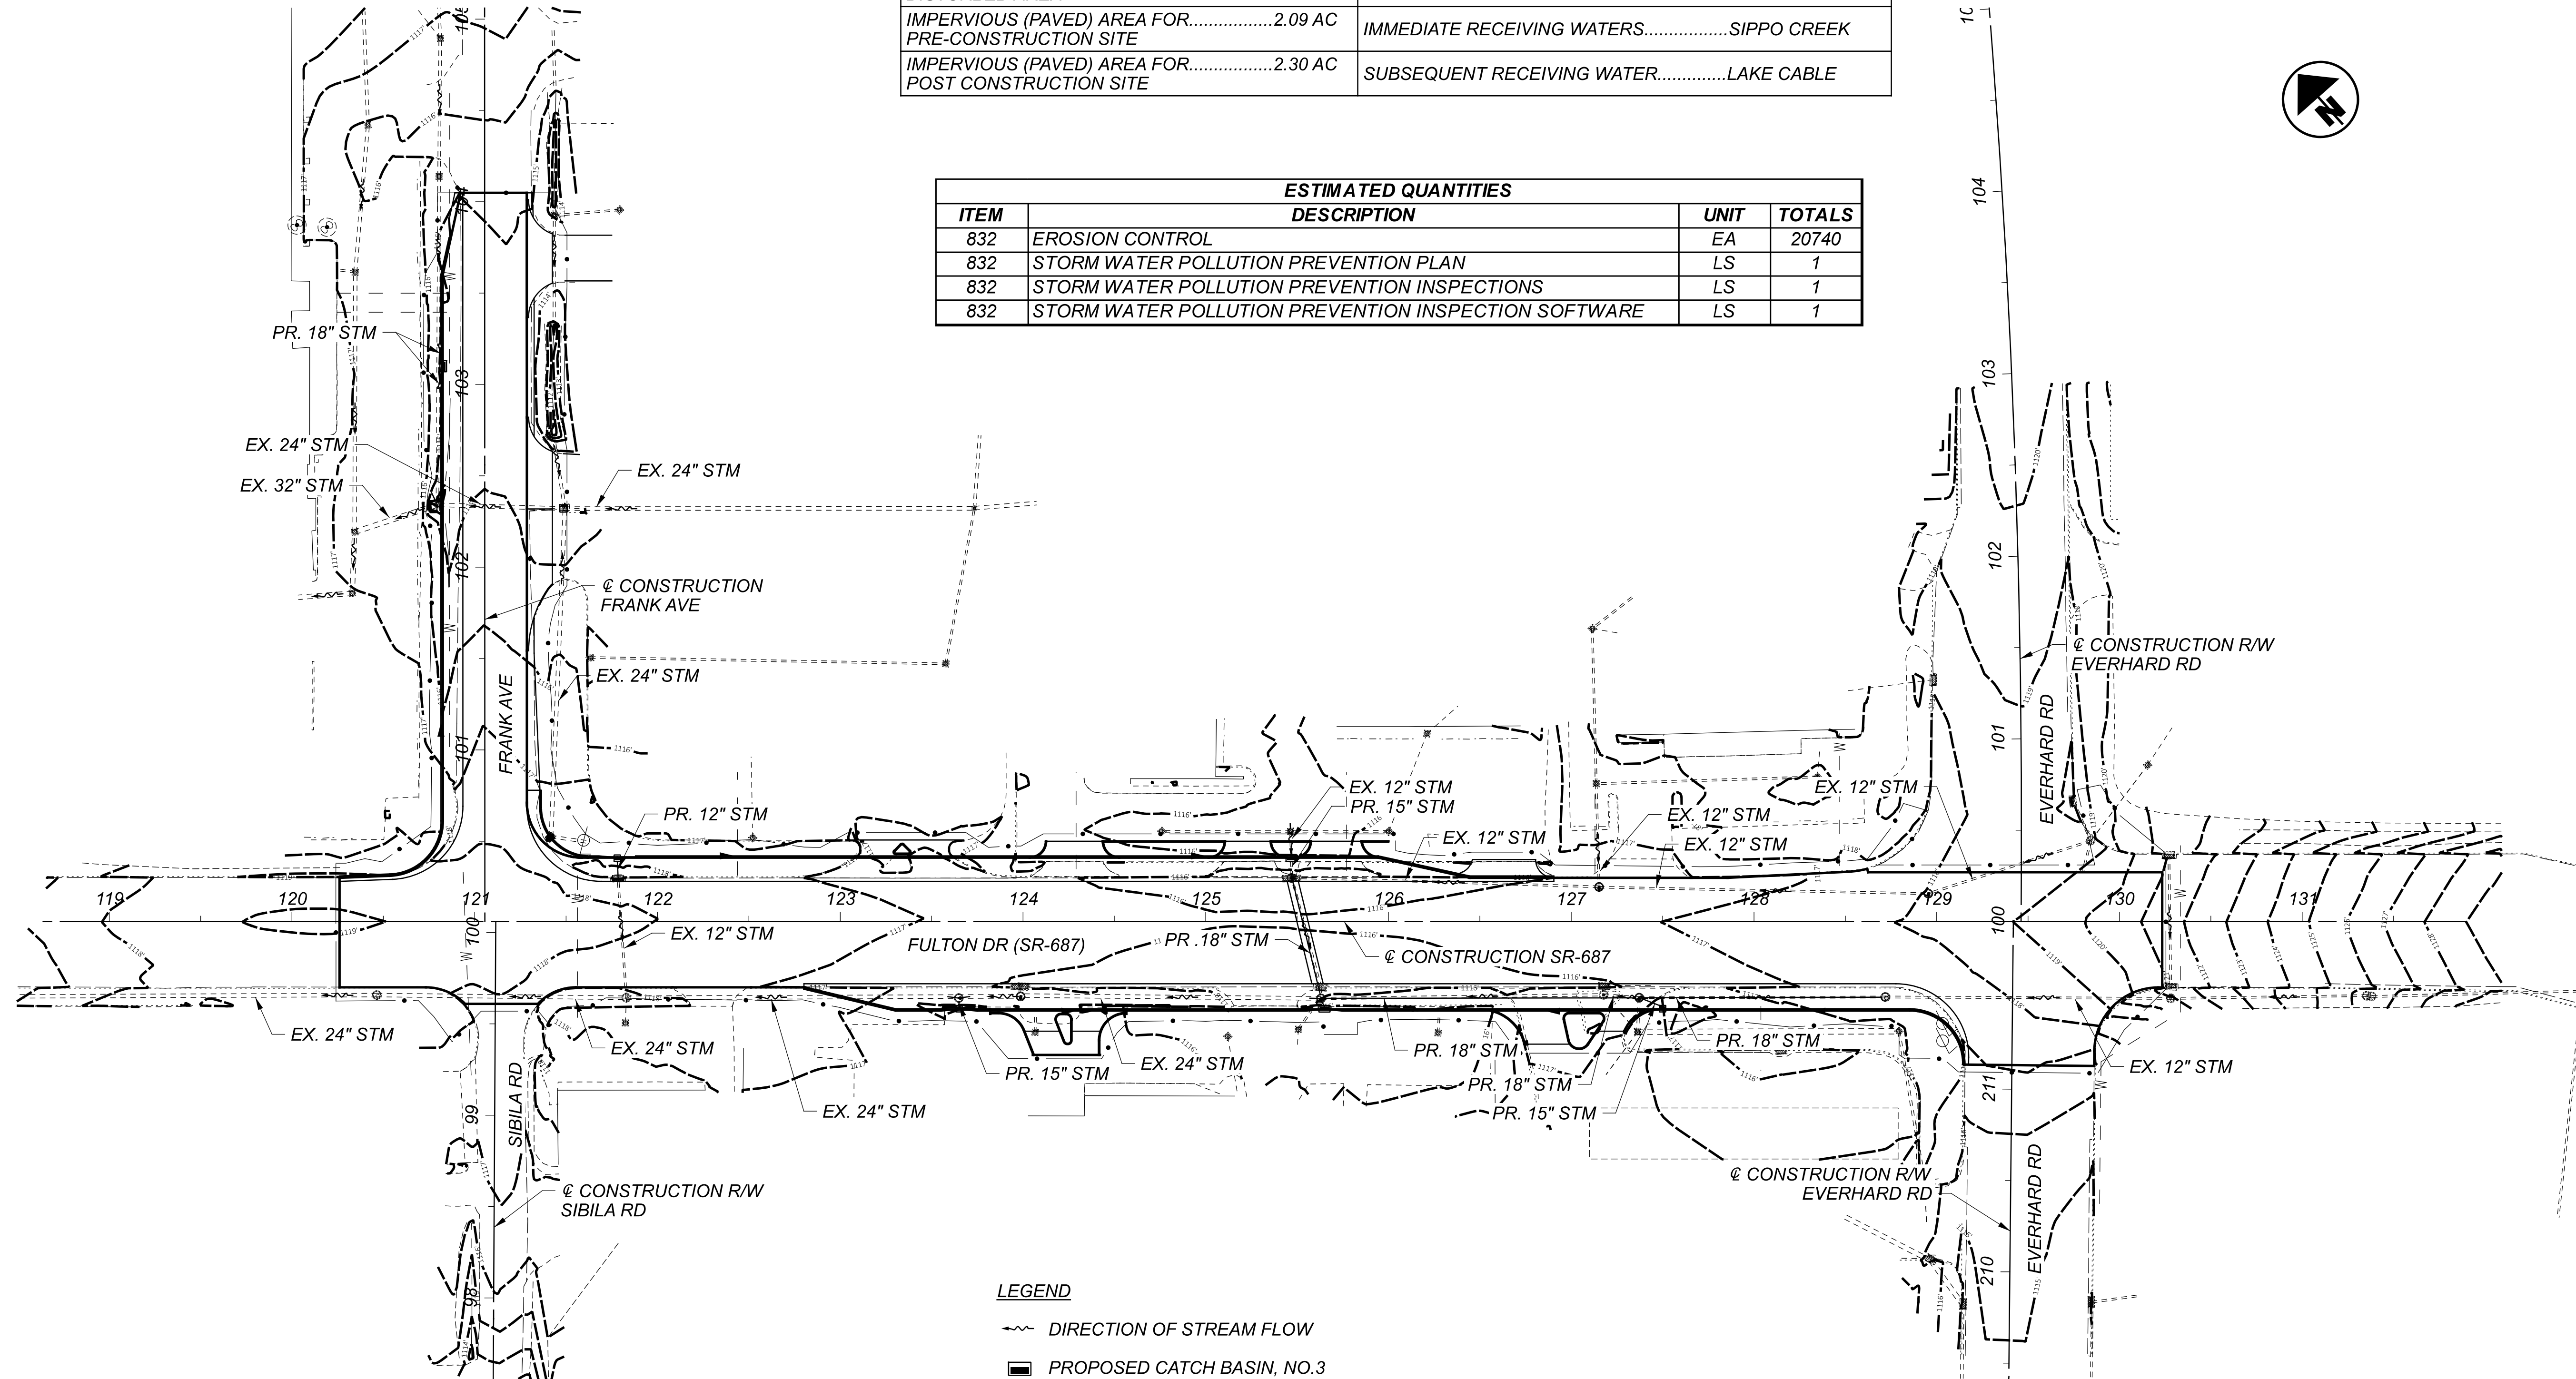 IMPERVIOUS (PAVED) AREA FOR.................2.09 AC
PRE-CONSTRUCTION SITE
IMMEDIATE RECEIVING WATERS.................SIPPO CREEK
IMPERVIOUS (PAVED) AREA FOR.................2.30 AC
POST CONSTRUCTION SITE
SUBSEQUENT RECEIVING WATER..............LAKE CABLE
N
ESTIMATED QUANTITIES
ITEM DESCRIPTION UNIT TOTALS
832 EROSION CONTROL EA 20740
832 STORM WATER POLLUTION PREVENTION PLAN LS 1
832 STORM WATER POLLUTION PREVENTION INSPECTIONS LS 1
832 STORM WATER POLLUTION PREVENTION INSPECTION SOFTWARE LS 1
104
104
PR. 18" STM
103
103
EX. 24" STM
EX. 24" STM
EX. 32" STM
102
102
℄ CONSTRUCTION
FRANK AVE
℄ CONSTRUCTION R/W
EVERHARD RD
EX. 24" STM
FRANK AVE
101
101
EVERHARD RD
EX. 12" STM
EX. 12" STM
PR. 15" STM
PR. 12" STM
EX. 12" STM
EX. 12" STM
EX. 12" STM
119
120
121
122
123
124
125
126
127
128
129
130
131
100
100
EX. 12" STM
FULTON DR (SR-687)
PR .18" STM
℄ CONSTRUCTION SR-687
EX. 24" STM
EX. 24" STM
PR. 15" STM
EX. 24" STM
PR. 18" STM
PR. 18" STM
EX. 12" STM
PR. 18" STM
EX. 24" STM
PR. 15" STM
99
SIBILA RD
211
℄ CONSTRUCTION R/W
SIBILA RD
℄ CONSTRUCTION R/W
EVERHARD RD
EVERHARD RD
210
98
LEGEND
DIRECTION OF STREAM FLOW
PROPOSED CATCH BASIN, NO.3